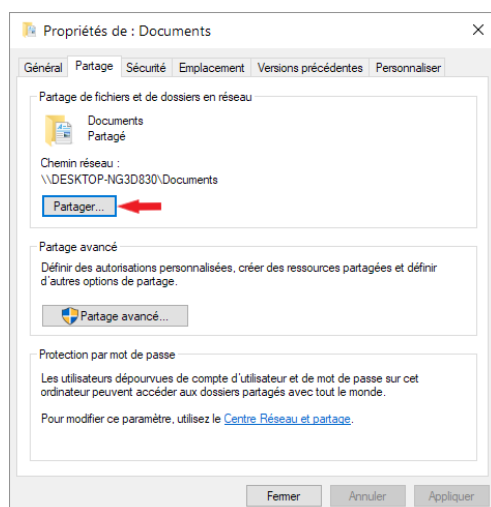 Propriétés de : Documents
Général Partage Sécurité Emplacement Versions précédentes Personnaliser
Partage de fichiers et de dossiers en réseau
Documents
Partagé
Chemin réseau :
\\DESKTOP-NG3D830\Documents
Partager...
Partage avancé
Définir des autorisations personnalisées, créer des ressources partagées et définir
d'autres options de partage.
Partage avancé...
Protection par mot de passe
Les utilisateurs dépourvues de compte d'utilisateur et de mot de passe sur cet
ordinateur peuvent accéder aux dossiers partagés avec tout le monde.
Pour modifier ce paramètre, utilisez le Centre Réseau et partage.
Fermer Annuler Appliquer